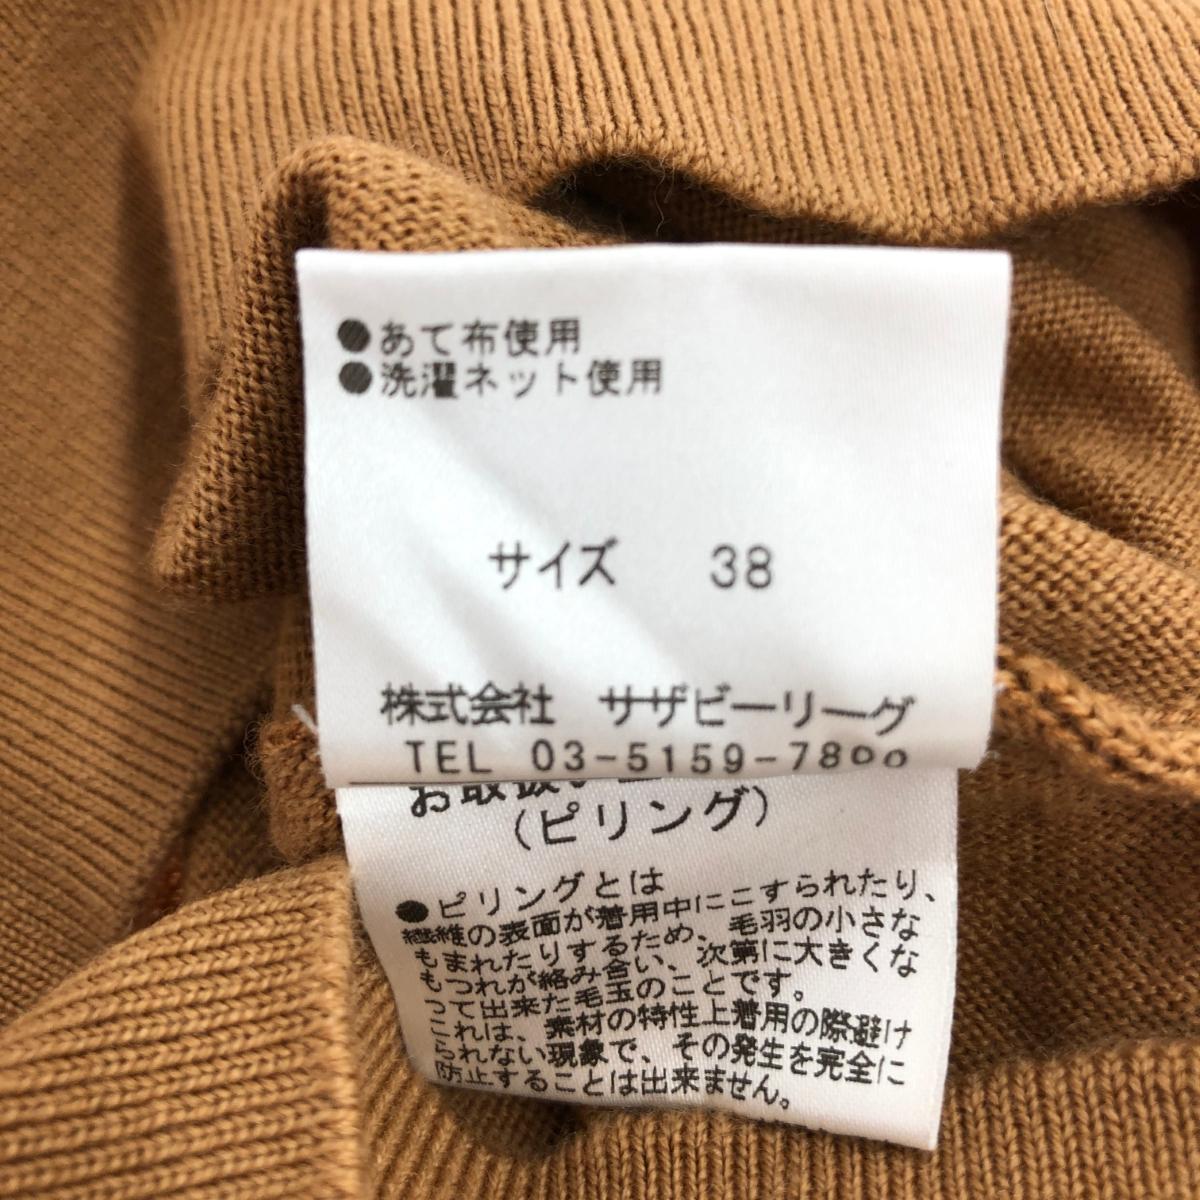 ●あて布使用
●洗濯ネット使用
サイズ 38
株式会社 サザビーリーグ
TEL 03-5159-78
お取扱い
(ピリング)
●ピリングとは
繊維の表面が着用中にこすられたり、
もまれたりするため、毛羽の小さな
もつれが絡み合い、次第に大きくな
って出来た毛玉のことです。
これは、素材の特性上着用の際避け
られない現象で、その発生を完全に
防止することは出来ません。